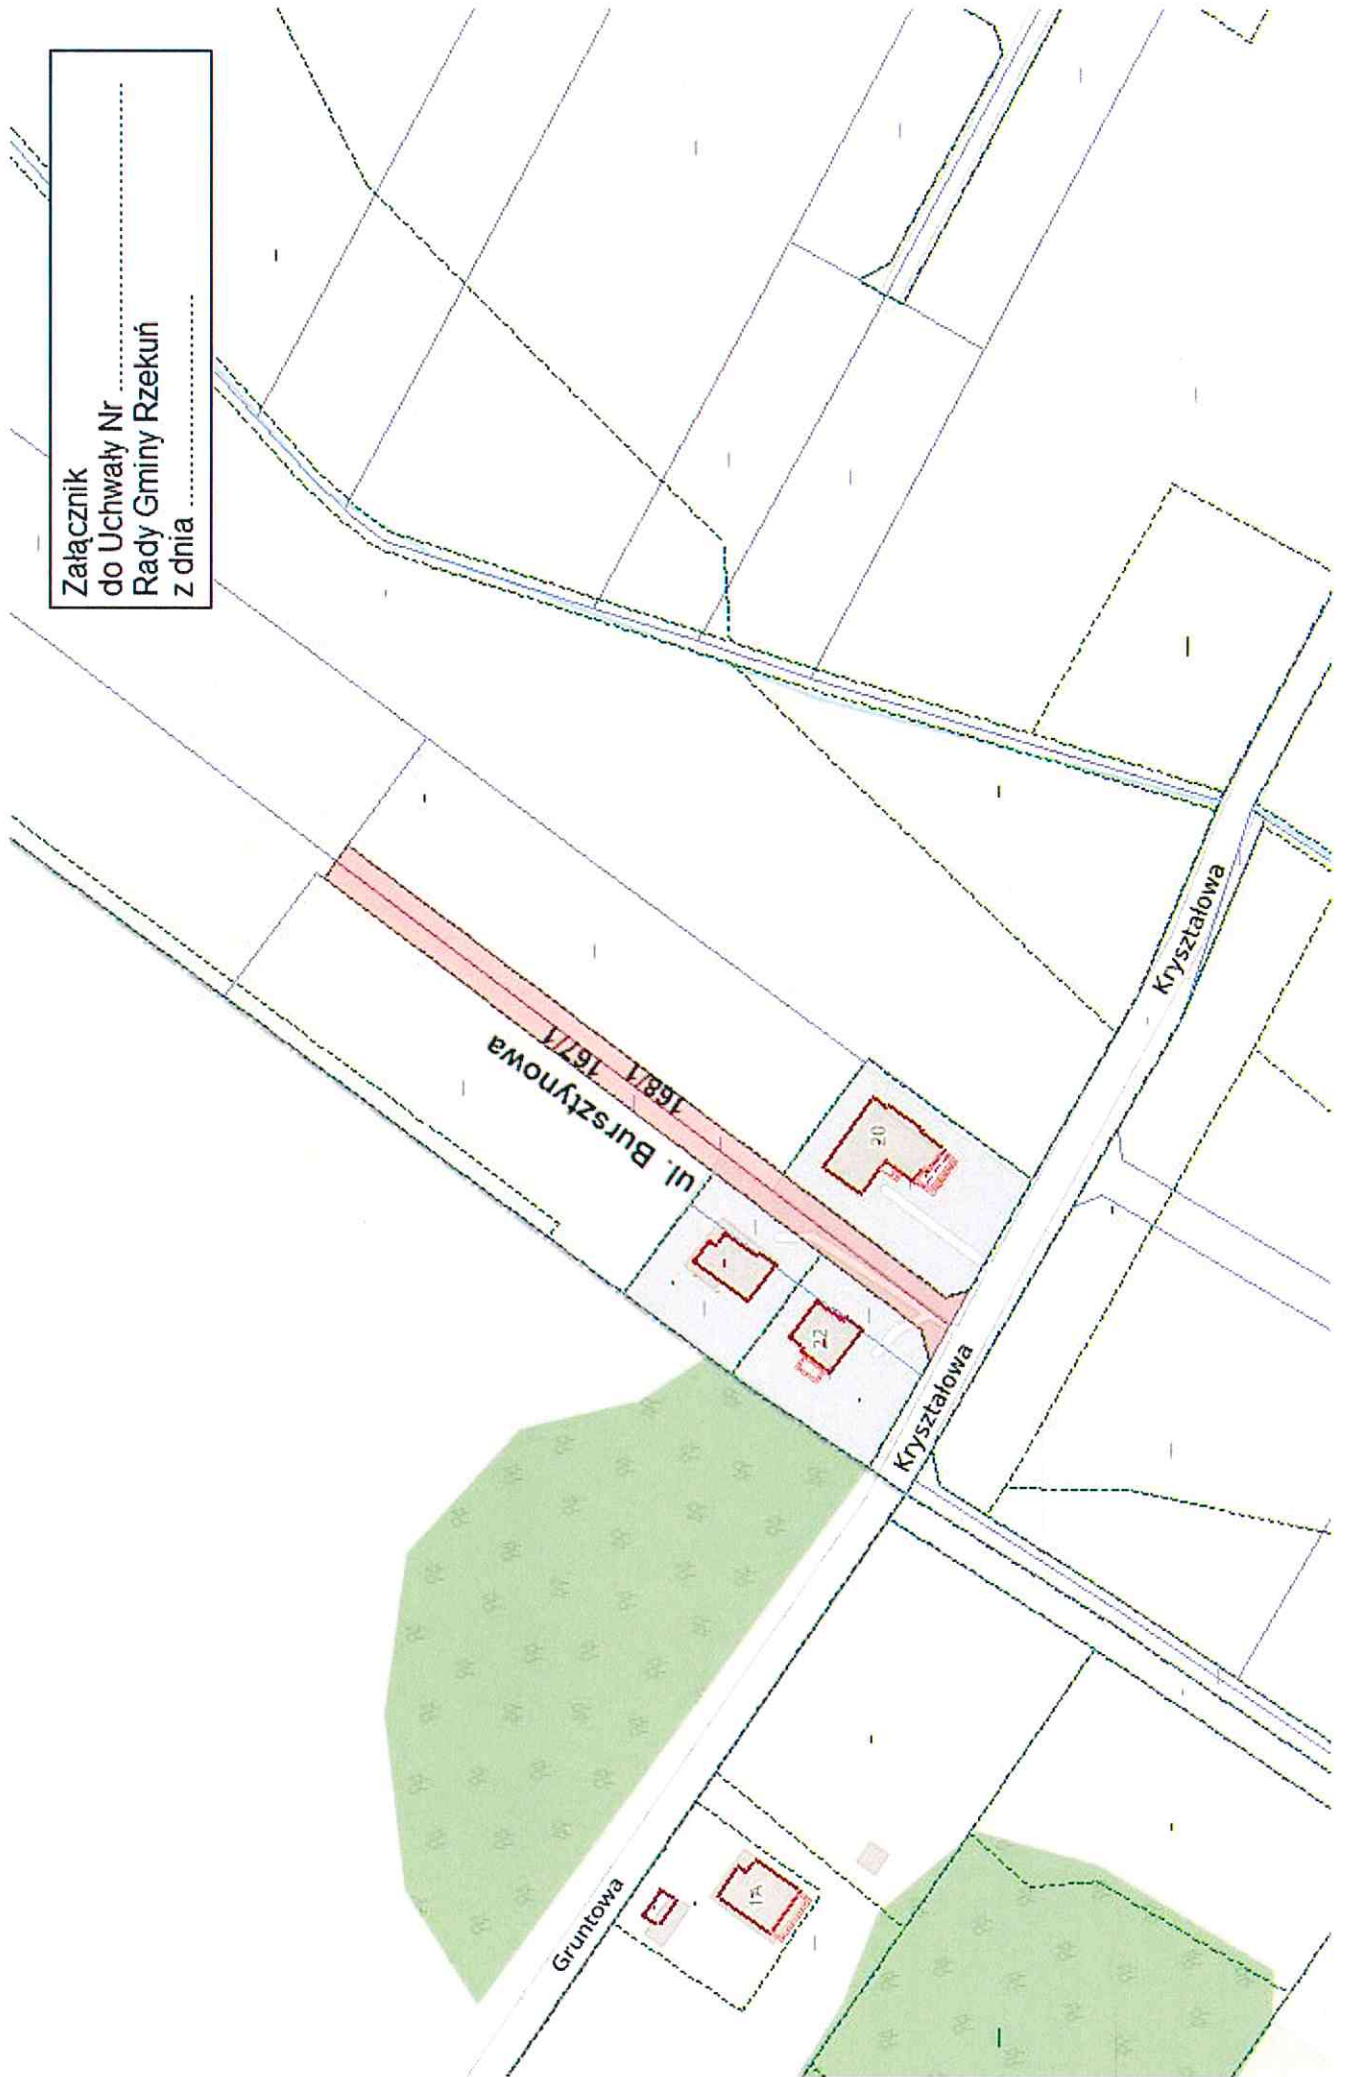 Załącznik
do Uchwały Nr ..............................
Rady Gminy Rzekuń
z dnia ..............................
ul. Bursztynowa
167/1
168/1
20
22
Kryształowa
Kryształowa
Gruntowa
1A